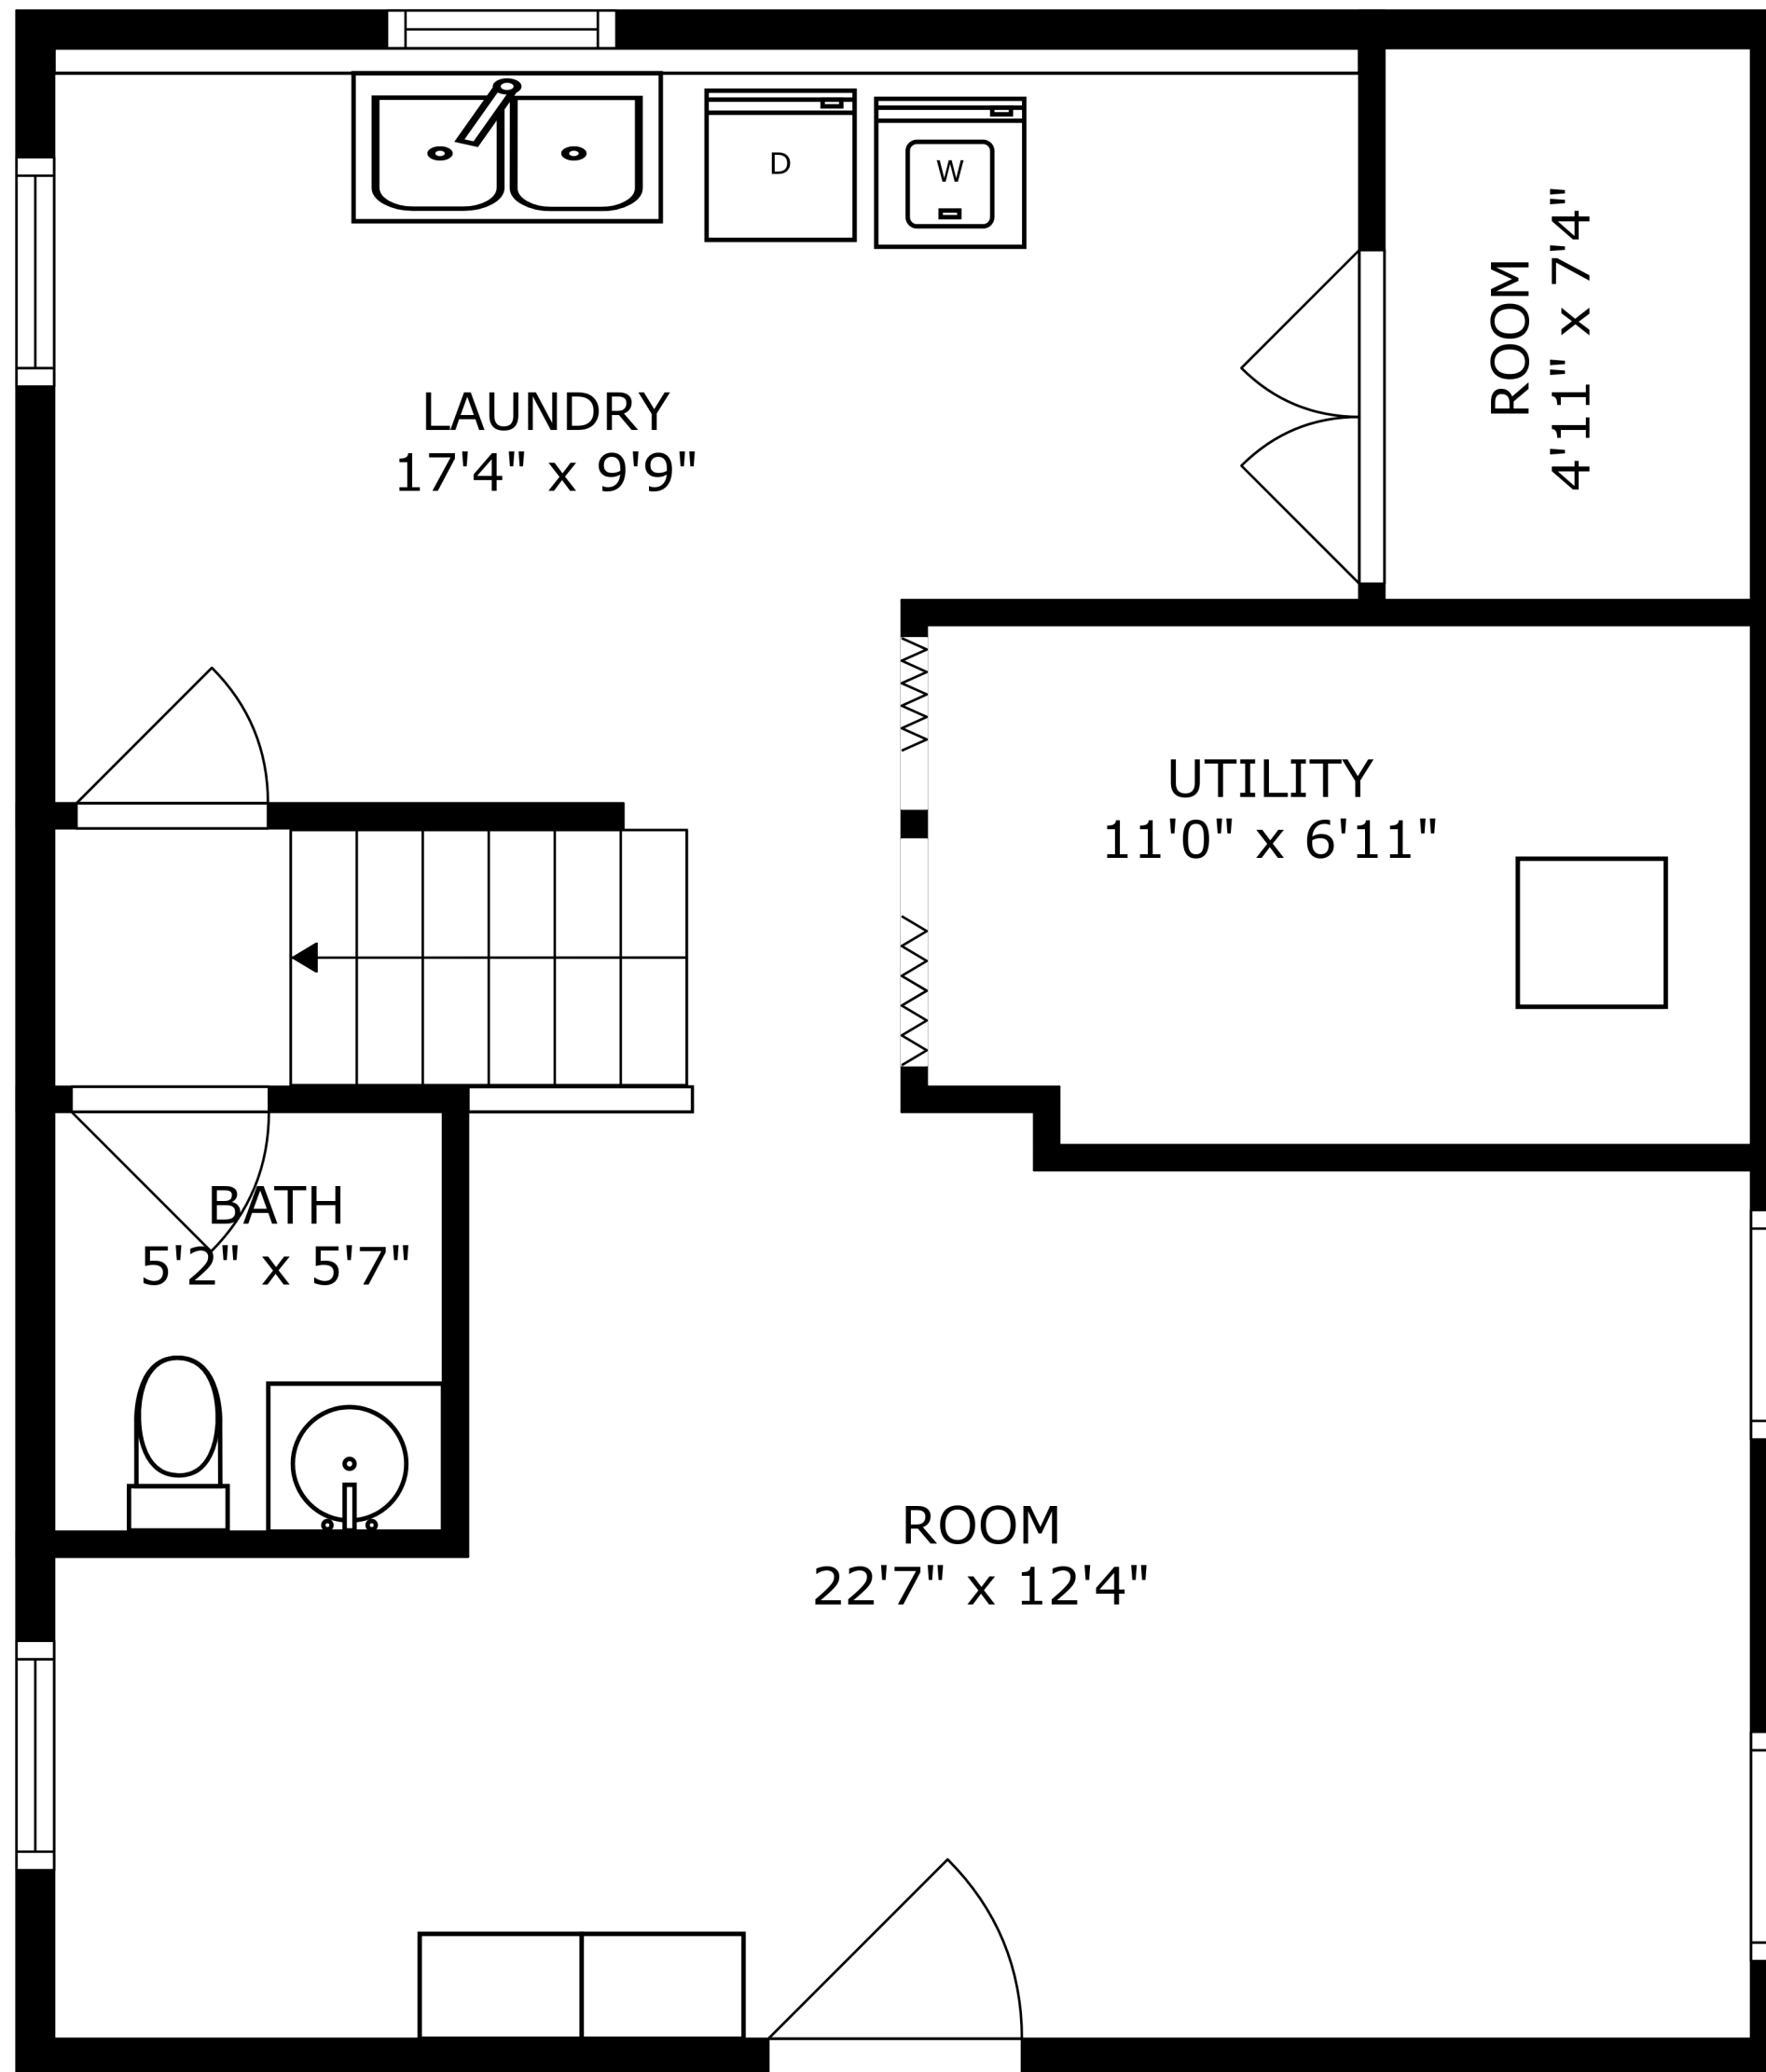 D
W
LAUNDRY
17'4" x 9'9"
ROOM
4'11" x 7'4"
UTILITY
11'0" x 6'11"
BATH
5'2" x 5'7"
ROOM
22'7" x 12'4"